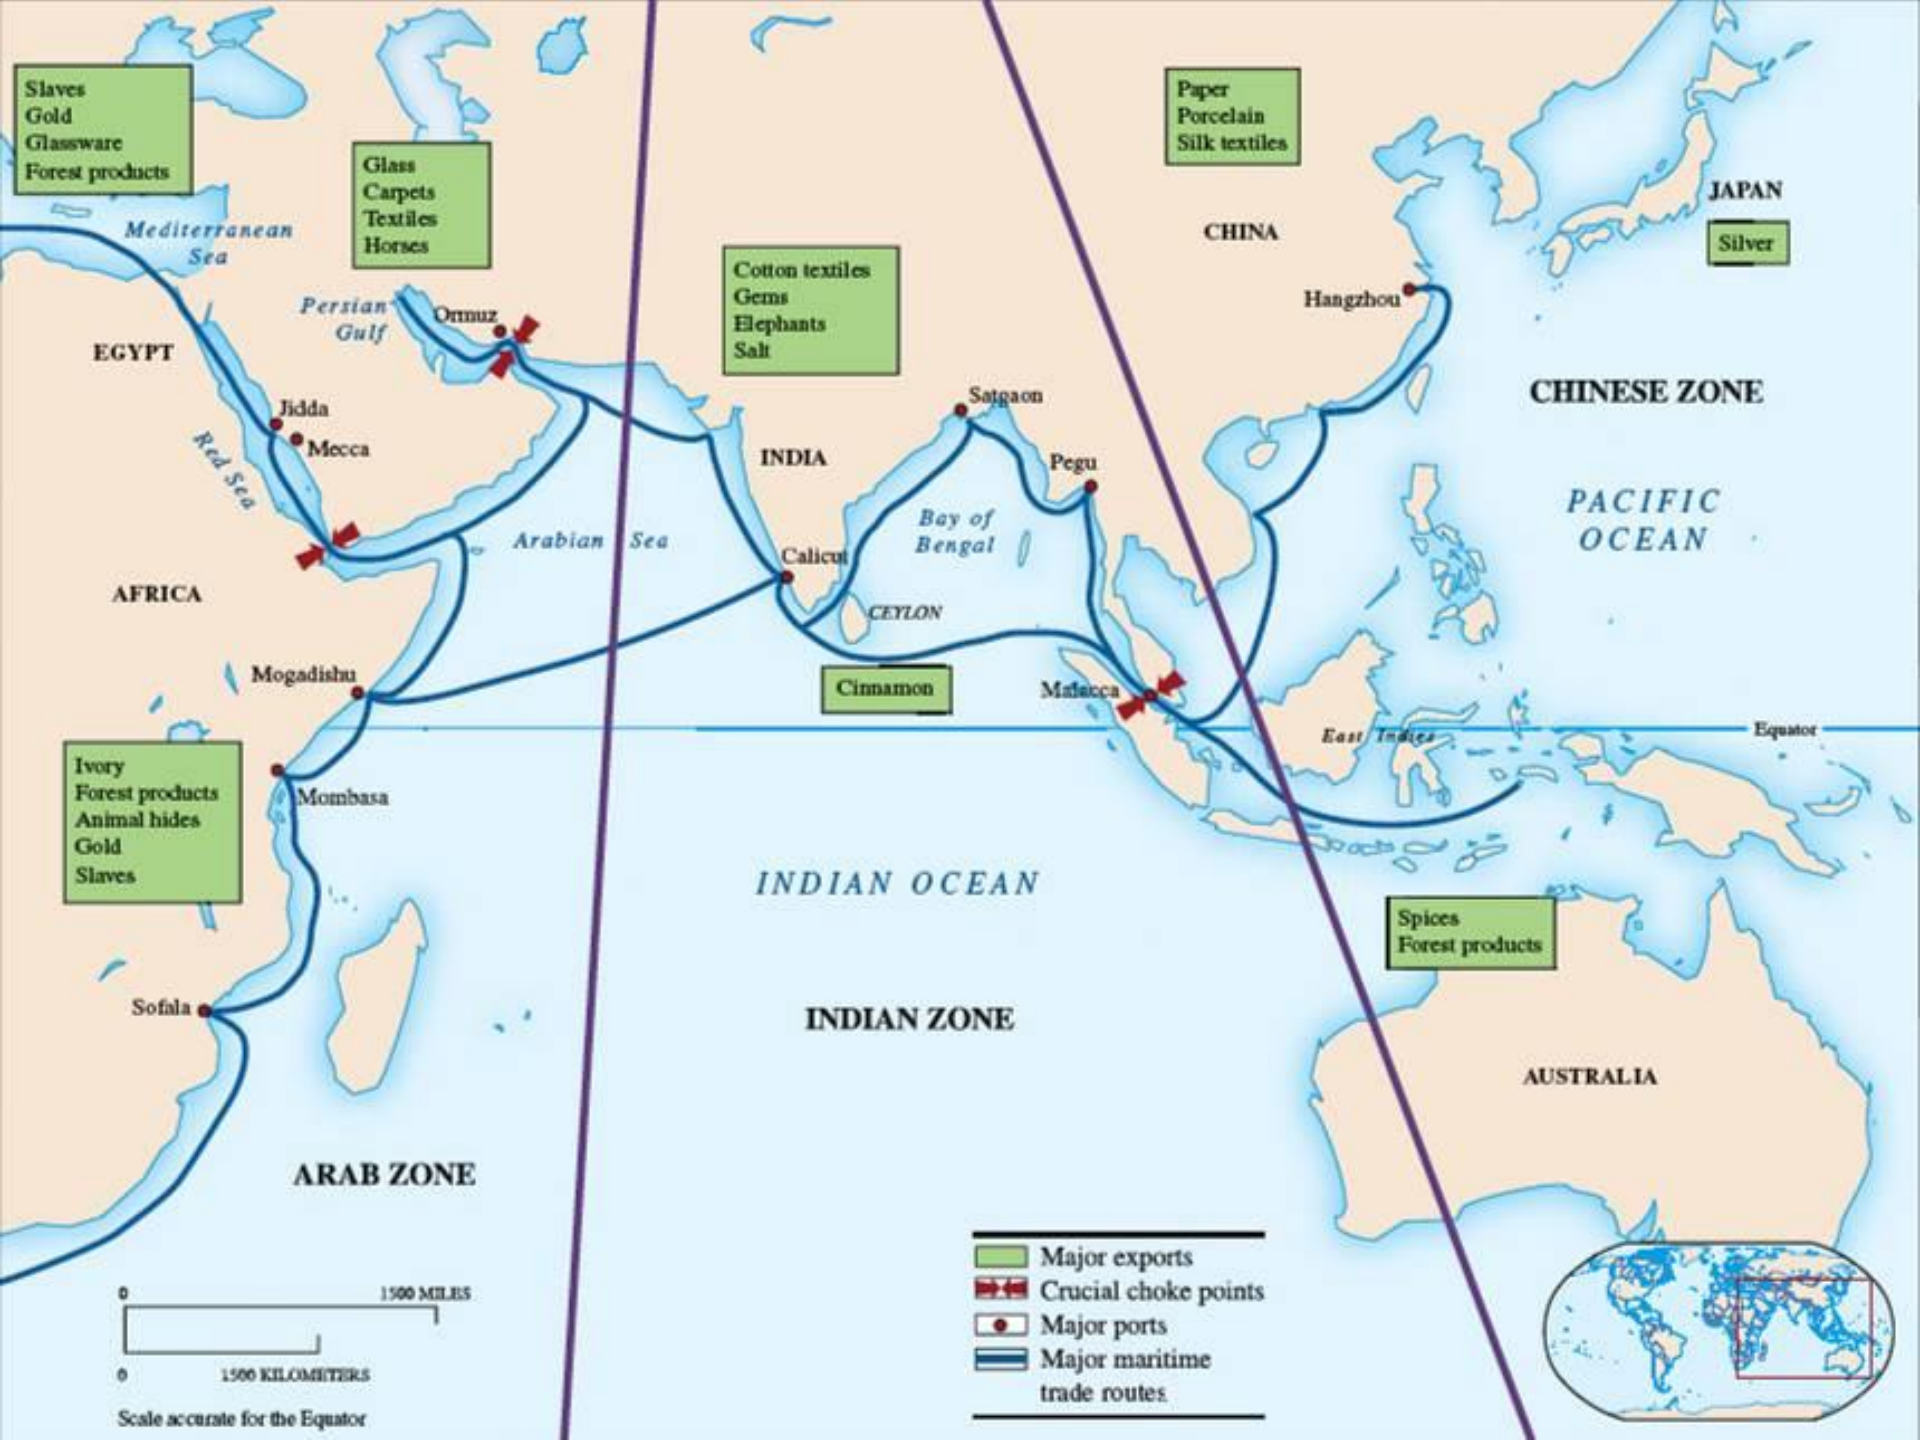 Slaves
Gold
Glassware
Forest products
Glass
Carpets
Textiles
Horses
Paper
Porcelain
Silk textiles
JAPAN
Silver
CHINA
Mediterranean
Sea
Cotton textiles
Gems
Elephants
Salt
Persian
Gulf
Ormuz
Hangzhou
EGYPT
CHINESE ZONE
Jidda
Mecca
Red Sea
Satgaon
INDIA
Pegu
PACIFIC
OCEAN
Arabian Sea
Bay of
Bengal
Calicut
AFRICA
CEYLON
Mogadishu
Cinnamon
Malacca
East Indies
Equator
Ivory
Forest products
Animal hides
Gold
Slaves
Mombasa
INDIAN OCEAN
Spices
Forest products
Sofala
INDIAN ZONE
AUSTRALIA
ARAB ZONE
Major exports
Crucial choke points
Major ports
Major maritime
trade routes
0 1500 MILES
0 1500 KILOMETERS
Scale accurate for the Equator